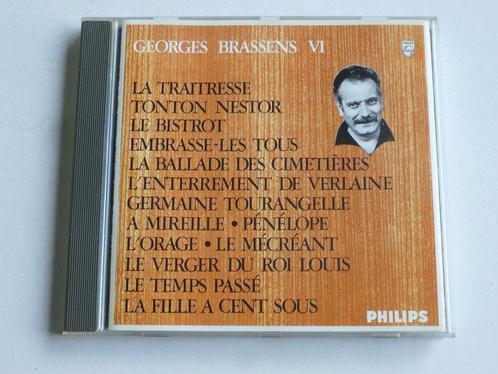 GEORGES BRASSENS VI
LA TRAITRESSE
TONTON NESTOR
LE BISTROT
EMBRASSE-LES TOUS
LA BALLADE DES CIMETIÈRES
L'ENTERREMENT DE VERLAINE
GERMAINE TOURANGELLE
A MIREILLE • PÉNÉLOPE
L'ORAGE • LE MÉCRÉANT
LE VERGER DU ROI LOUIS
LE TEMPS PASSÉ
LA FILLE A CENT SOUS
PHILIPS